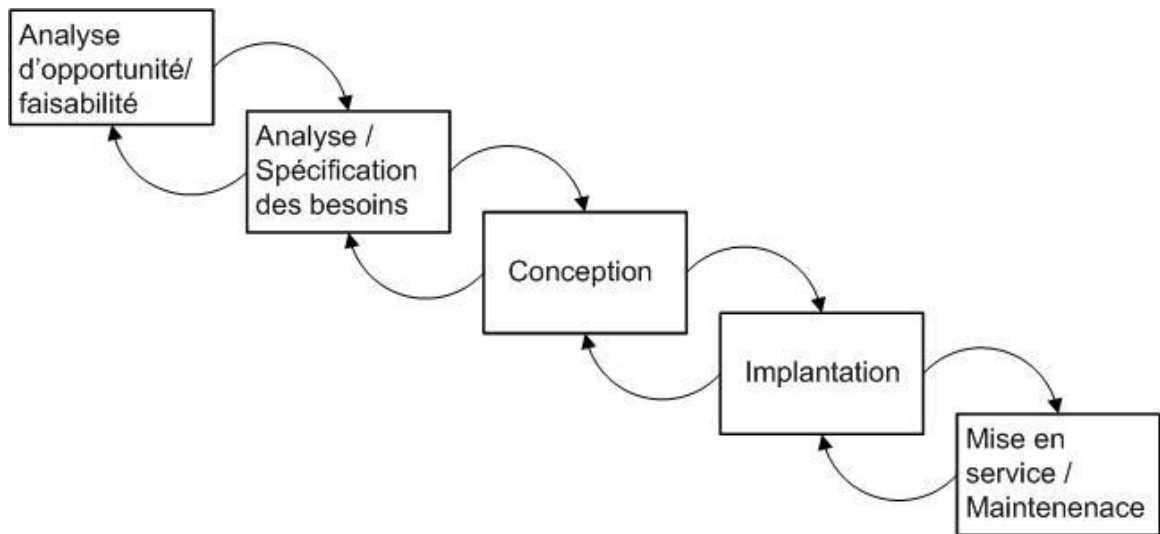 Analyse
d'opportunité/
faisabilité
Analyse /
Spécification
des besoins
Conception
Implantation
Mise en
service /
Maintenenace